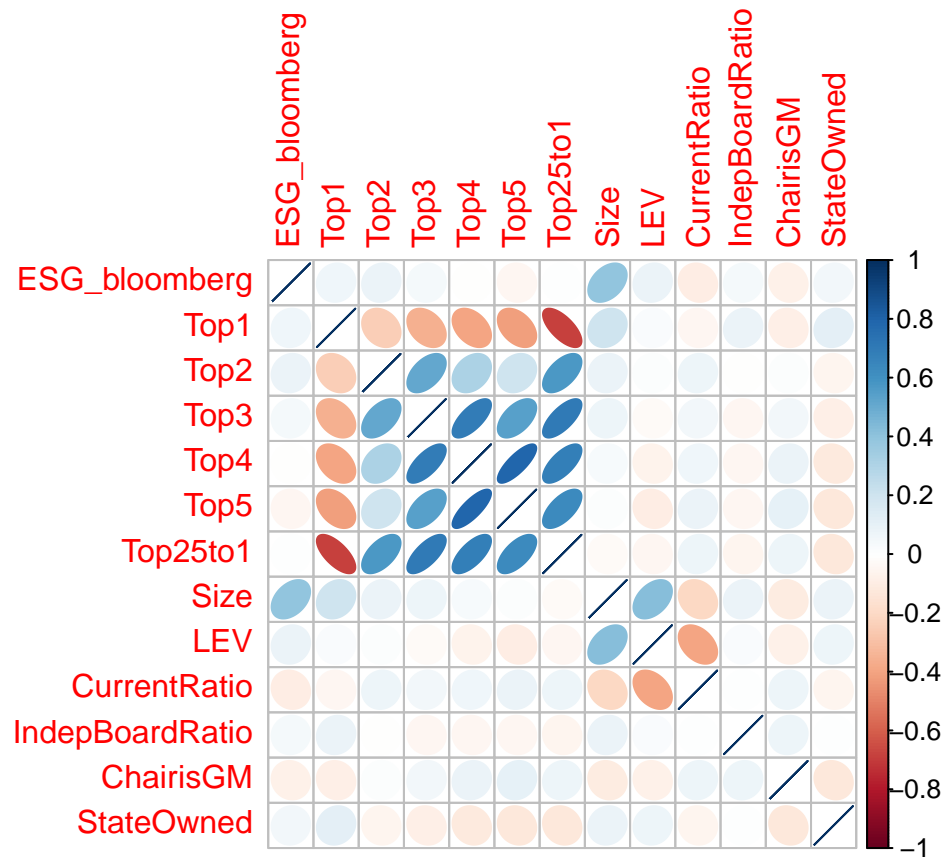 ESG_bloomberg
Top1
Top2
Top3
Top4
Top5
Top25to1
Size
LEV
CurrentRatio
IndepBoardRatio
ChairisGM
StateOwned
ESG_bloomberg
Top1
Top2
Top3
Top4
Top5
Top25to1
Size
LEV
CurrentRatio
IndepBoardRatio
ChairisGM
StateOwned
1
0.8
0.6
0.4
0.2
0
−0.2
−0.4
−0.6
−0.8
−1